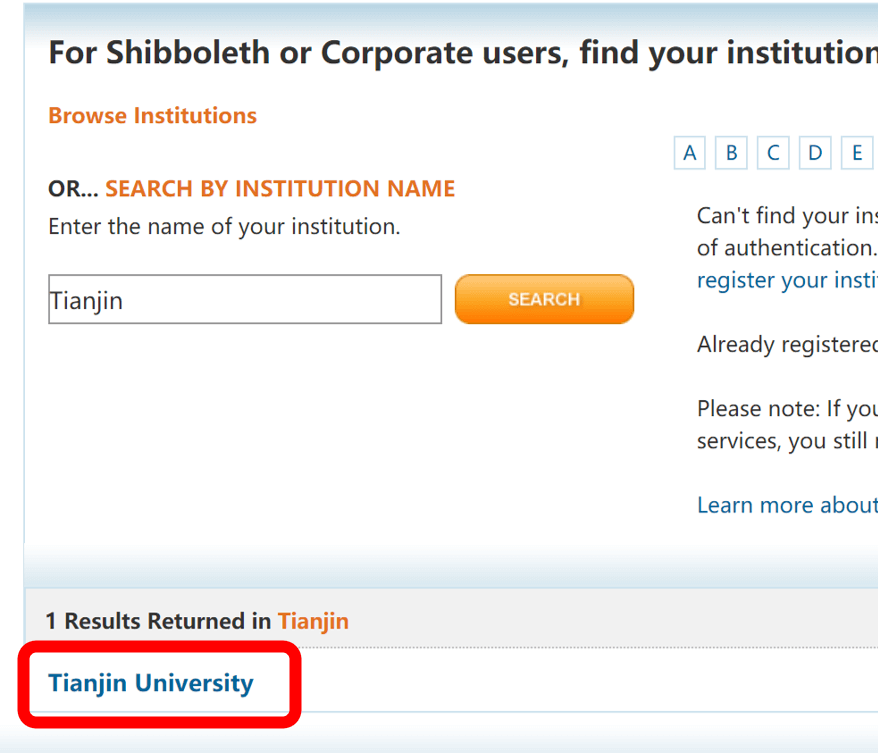 For Shibboleth or Corporate users, find your institution
Browse Institutions
OR... SEARCH BY INSTITUTION NAME
Enter the name of your institution.
Tianjin
SEARCH
A B C D E
Can't find your ins
of authentication.
register your insti
Already registered
Please note: If you
services, you still
Learn more about
1 Results Returned in Tianjin
Tianjin University